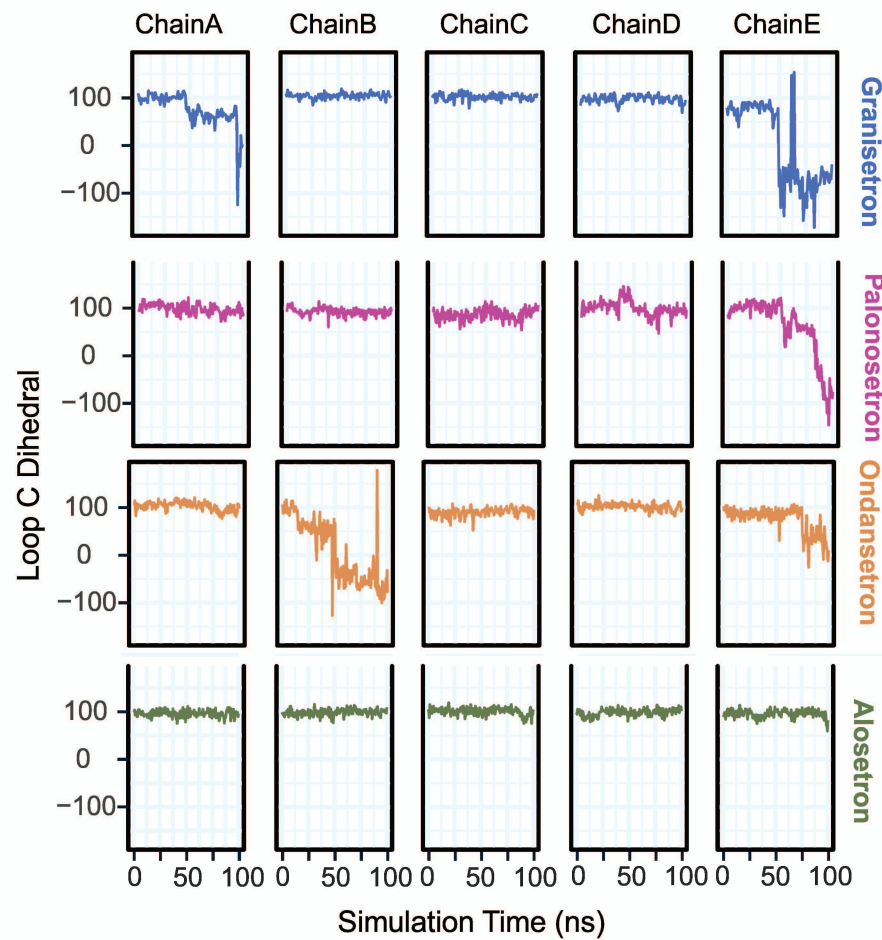 ChainA ChainB ChainC ChainD ChainE
100
0
−100
Granisetron
100
0
−100
Palonosetron
Loop C Dihedral
100
0
−100
Ondansetron
100
0
−100
Alosetron
0 50 100 0 50 100 0 50 100 0 50 100 0 50 100
Simulation Time (ns)